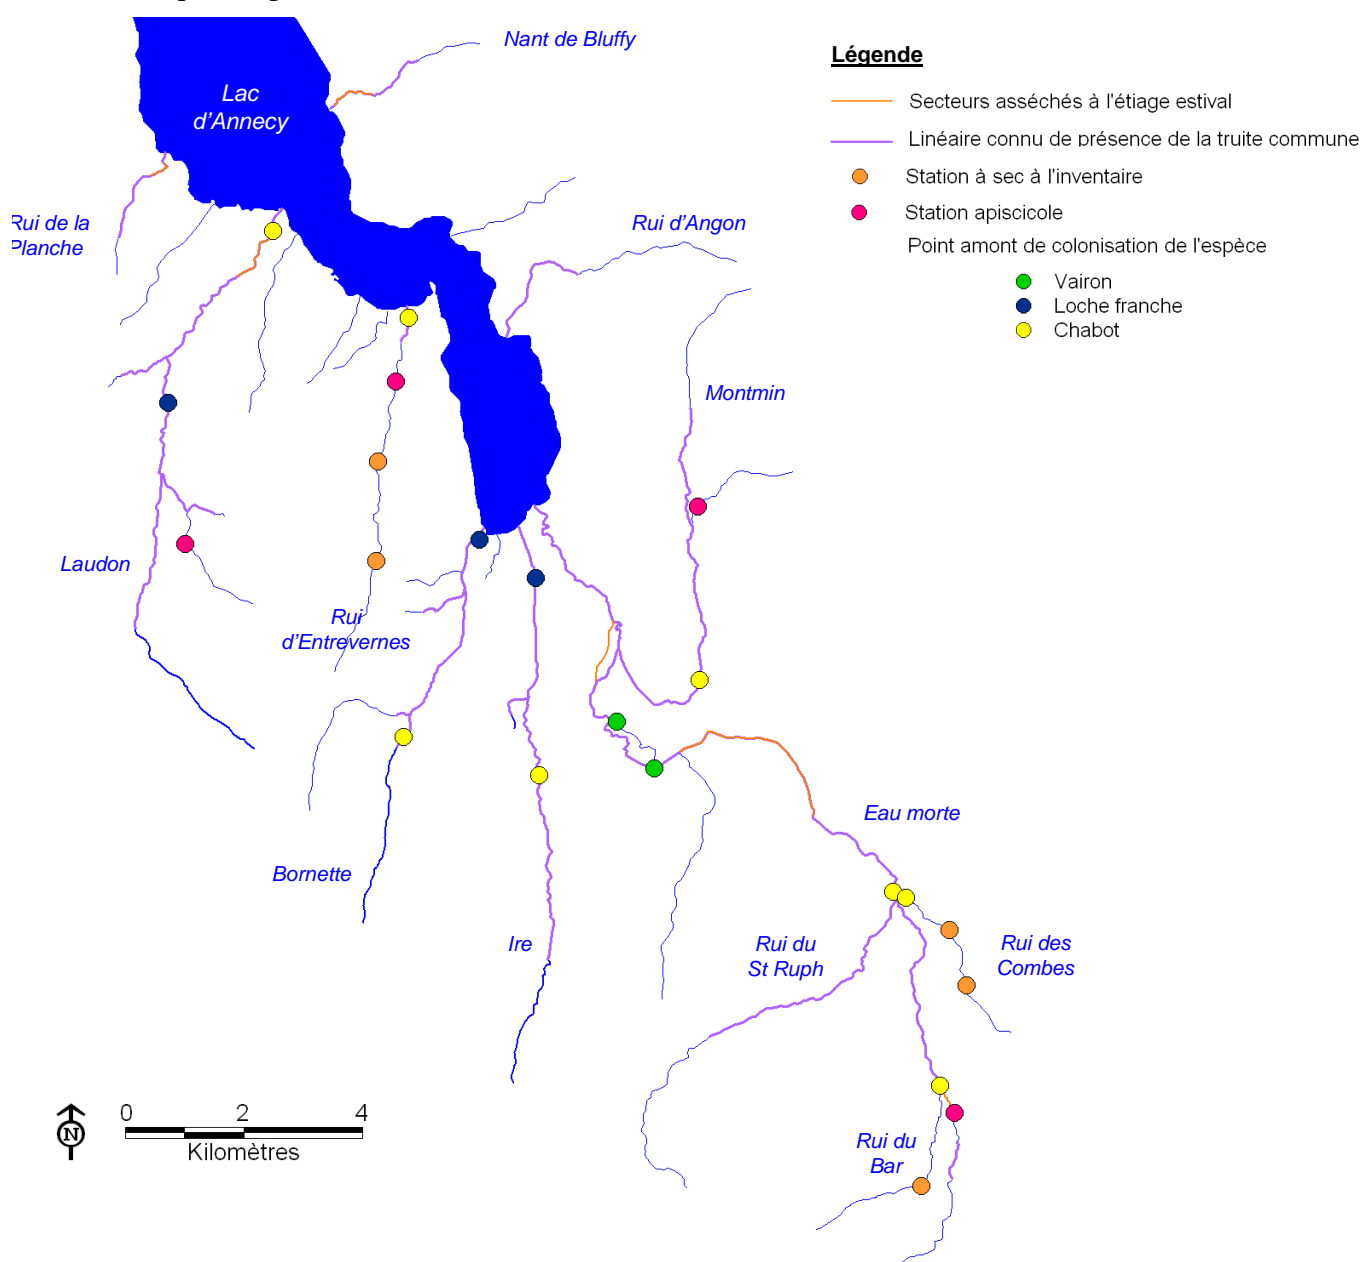 Nant de Bluffy
Légende
Lac
d'Annecy
Secteurs asséchés à l'étiage estival
Linéaire connu de présence de la truite commune
Station à sec à l'inventaire
Station apiscicole
Rui de la
Planche
Rui d'Angon
Point amont de colonisation de l'espèce
Vairon
Loche franche
Chabot
Montmin
Laudon
Rui
d'Entrevernes
Eau morte
Bornette
Ire
Rui du
St Ruph
Rui des
Combes
0 2 4
Kilomètres
N
Rui du
Bar